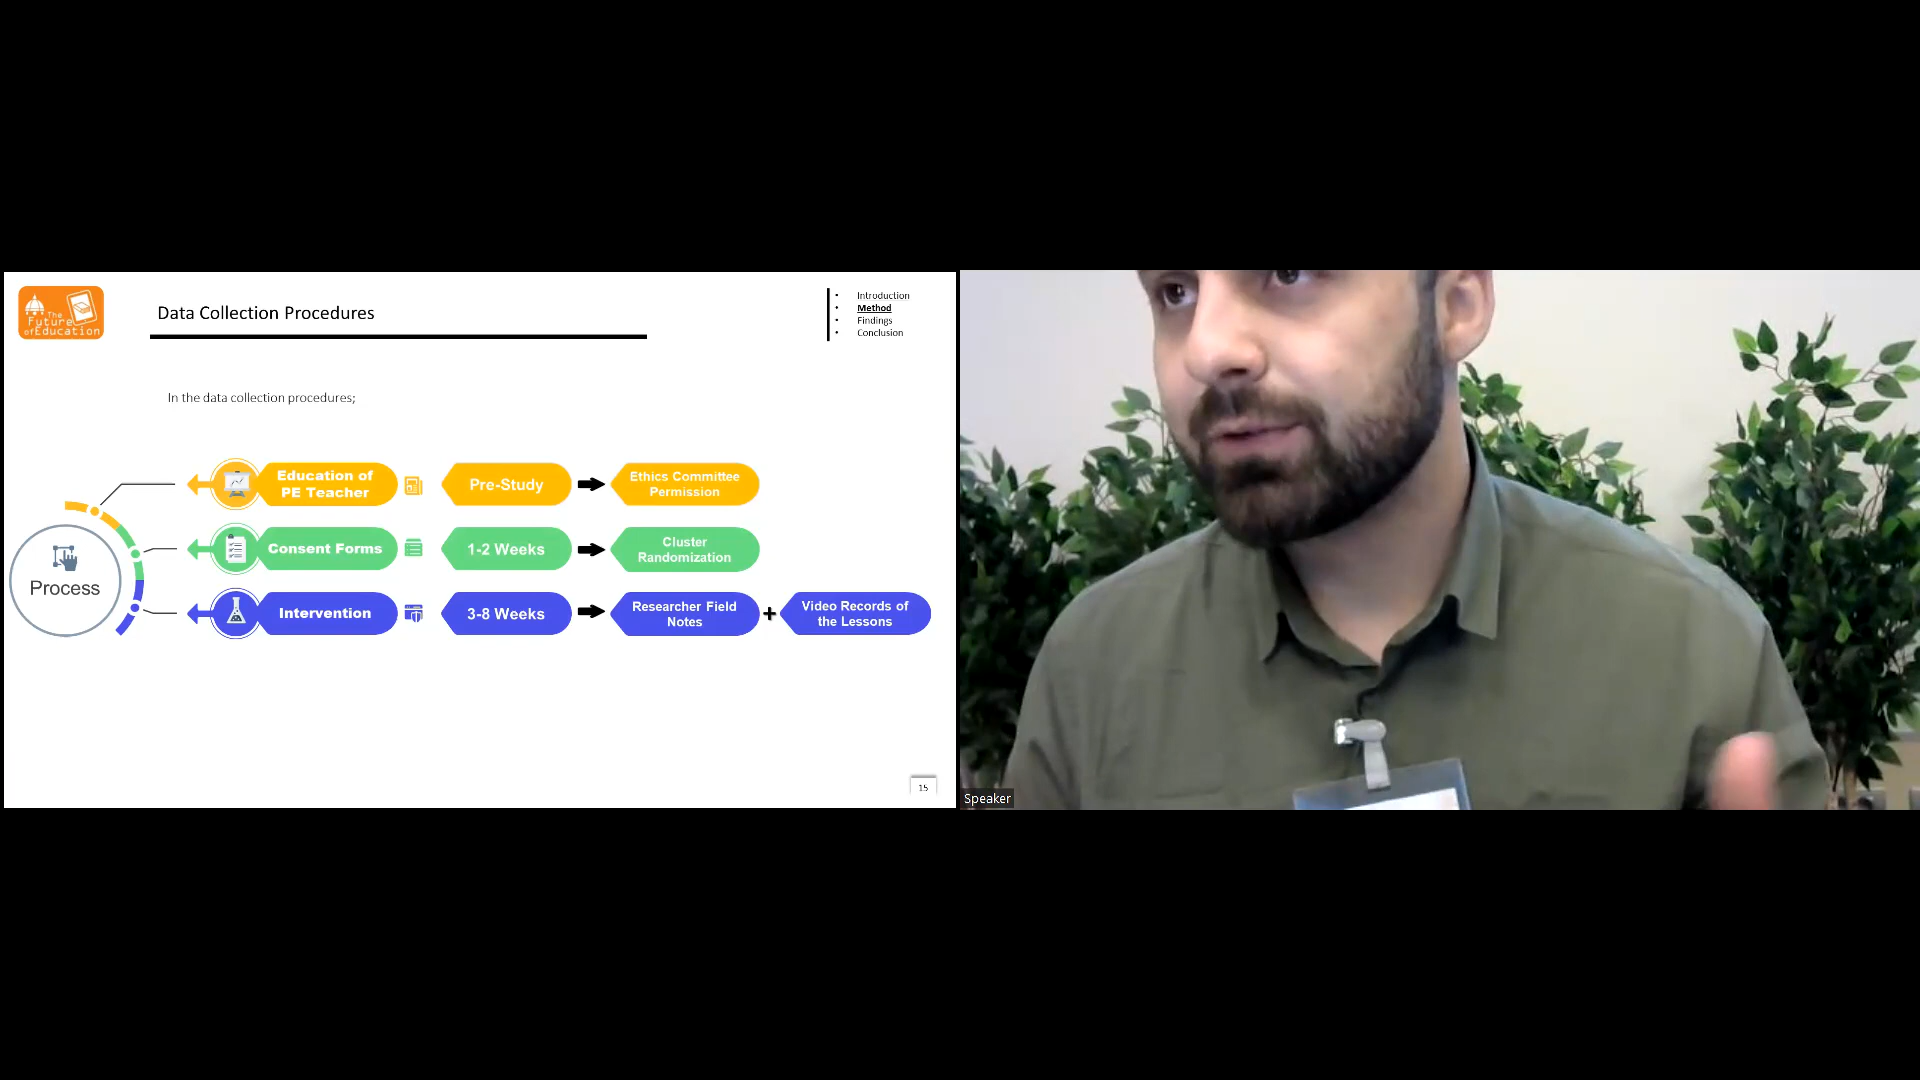 The
Future
of Education
Data Collection Procedures
• Introduction
• Method
• Findings
• Conclusion
In the data collection procedures;
Process
Education of
PE Teacher
Pre-Study
Ethics Committee
Permission
Consent Forms
1-2 Weeks
Cluster
Randomization
Intervention
3-8 Weeks
Researcher Field
Notes
+
Video Records of
the Lessons
15
Speaker